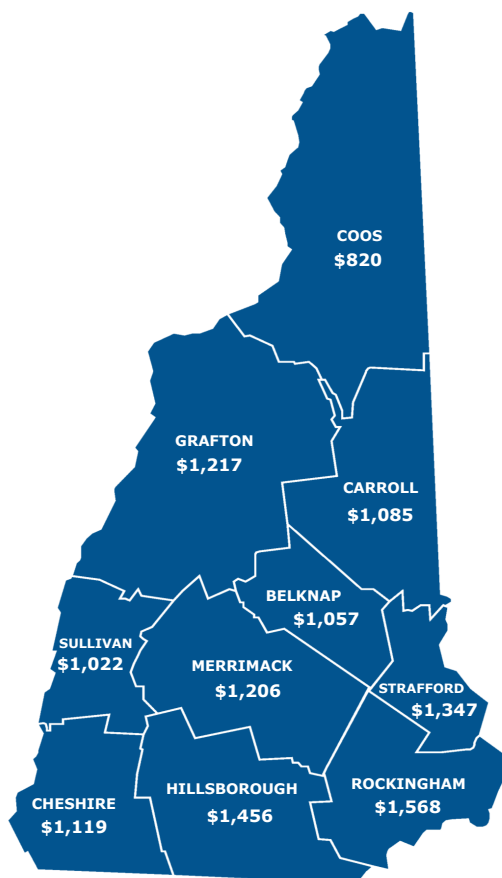 COOS
$820
GRAFTON
$1,217
CARROLL
$1,085
BELKNAP
$1,057
SULLIVAN
$1,022
MERRIMACK
$1,206
STRAFFORD
$1,347
CHESHIRE
$1,119
HILLSBOROUGH
$1,456
ROCKINGHAM
$1,568